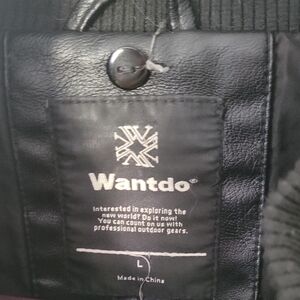 Wantdo®
Interested in exploring the
new world? Do it now!
You can count on us with
professional outdoor gears.
L
Made in China